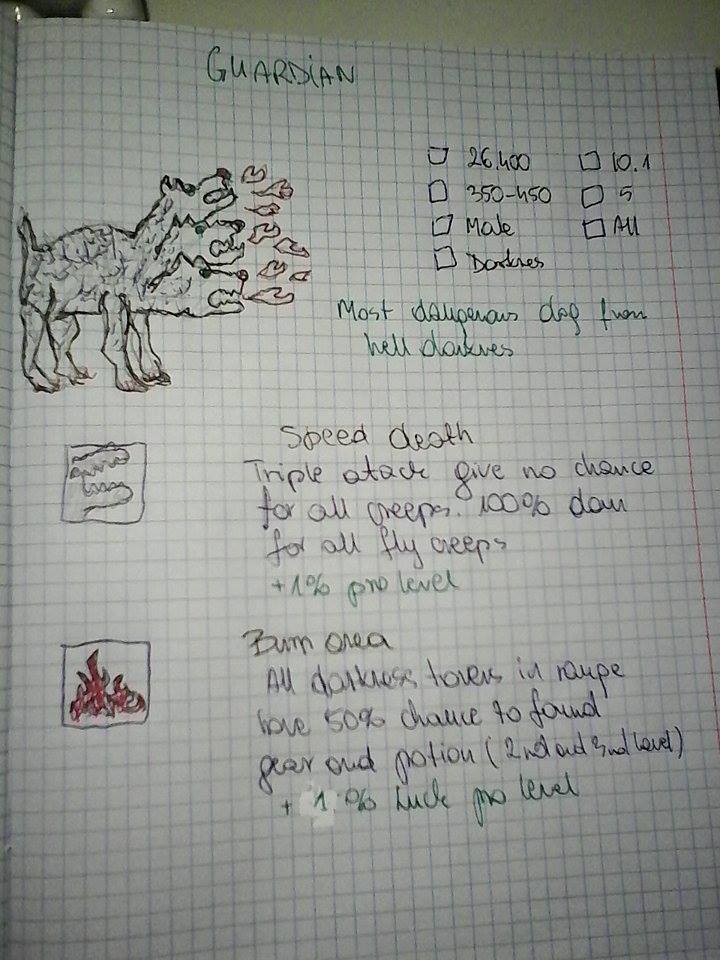 GUARDIAN
26.400
10.1
350-450
5
Male
All
Darknes
Most dangerous dog from
hell darknes
Speed death
Triple atack give no chance
for all creeps. 100% dam
for all fly creeps
+1% pro level
Burn area
All darkness towers in range
have 50% chance to found
gear and potion (2nd and 3nd level)
+ 1 % luck pro level